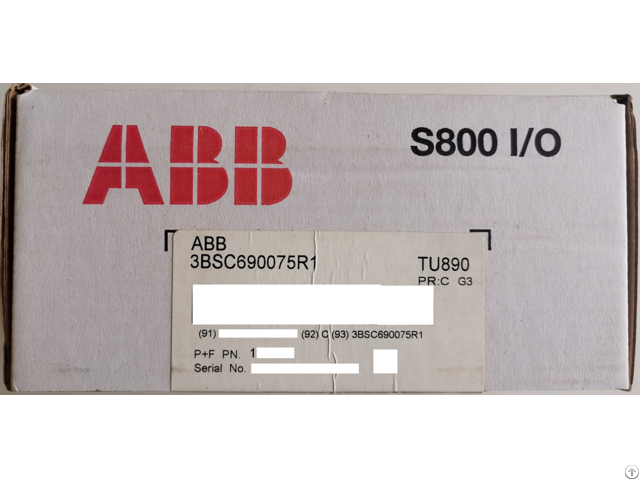 ABB
S800 I/O
ABB
3BSC690075R1 TU890
PR:C G3
(91) (92) C (93) 3BSC690075R1
P+F PN. 1
Serial No.